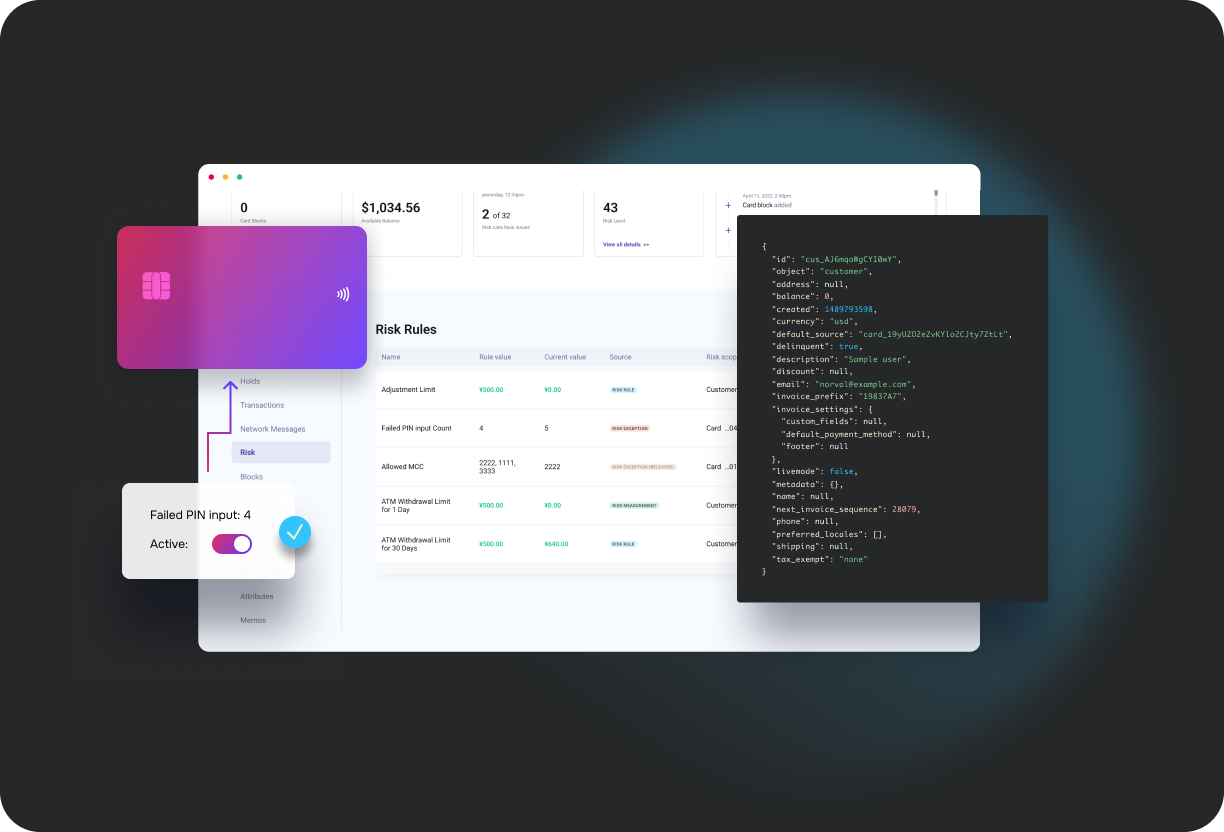 0
Card Blocks
$1,034.56
Available Balance
yesterday, 12:34pm
2 of 32
Risk rules have issues
43
Risk Level
View all details >>
April 11, 2022, 2:40pm
+ Card block added
+
Holds
Transactions
Network Messages
Risk
Blocks
Attributes
Memos
Failed PIN input: 4
Active:
Risk Rules
Name Rule value Current value Source Risk scop
Adjustment Limit ¥500.00 ¥0.00 RISK RULE Customer
Failed PIN input Count 4 5 RISK EXCEPTION Card ...04
Allowed MCC 2222, 1111, 3333 2222 RISK EXCEPTION (RELEASED) Card ...01
ATM Withdrawal Limit for 1 Day ¥500.00 ¥0.00 RISK MEASUREMENT Customer
ATM Withdrawal Limit for 30 Days ¥500.00 ¥640.00 RISK RULE Customer
{
"id": "cus_AJ6mqoWgCYI0wY",
"object": "customer",
"address": null,
"balance": 0,
"created": 1489793598,
"currency": "usd",
"default_source": "card_19yUZO2eZvKYlo2CJty7ZtLt",
"delinquent": true,
"description": "Sample user",
"discount": null,
"email": "norval@example.com",
"invoice_prefix": "19837A7",
"invoice_settings": {
"custom_fields": null,
"default_payment_method": null,
"footer": null
},
"livemode": false,
"metadata": {},
"name": null,
"next_invoice_sequence": 28079,
"phone": null,
"preferred_locales": [],
"shipping": null,
"tax_exempt": "none"
}